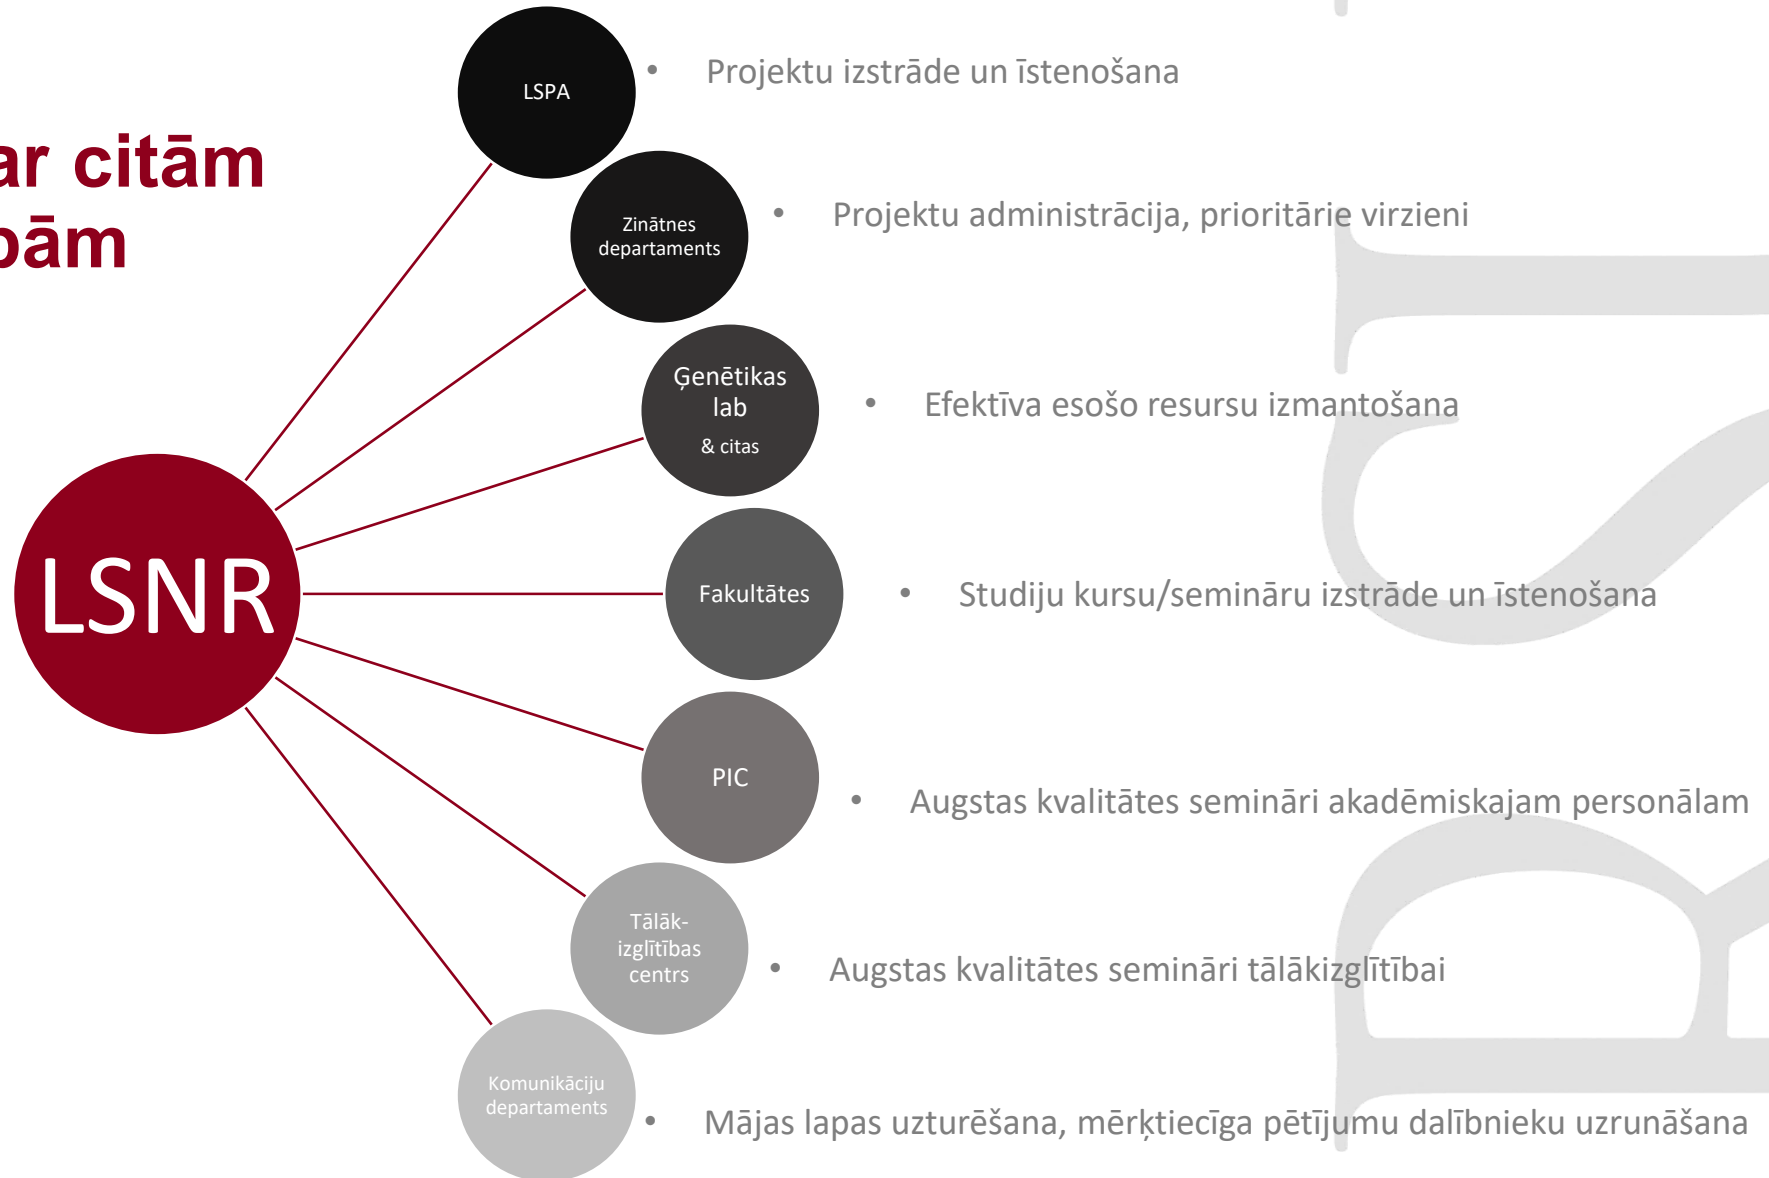 ar citām
LSPA
Projektu izstrāde un īstenošana
Zinātnes
departaments
Projektu administrācija, prioritārie virzieni
Ģenētikas
lab
& citas
Efektīva esošo resursu izmantošana
LSNR
Fakultātes
Studiju kursu/semināru izstrāde un īstenošana
PIC
Augstas kvalitātes semināri akadēmiskajam personālam
Tālāk-
izglītības
centrs
Augstas kvalitātes semināri tālākizglītībai
Komunikāciju
departaments
Mājas lapas uzturēšana, mērķtiecīga pētījumu dalībnieku uzrunāšana